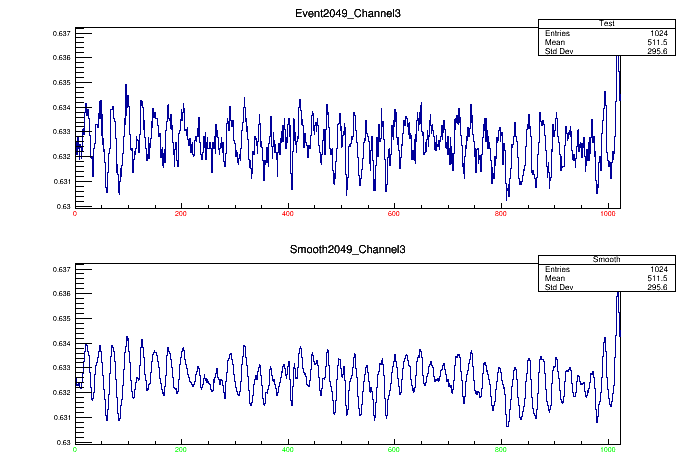 Event2049_Channel3
Test
Entries 1024
Mean 511.5
Std Dev 295.6
0.637
0.636
0.635
0.634
0.633
0.632
0.631
0.63
0 200 400 600 800 1000
Smooth2049_Channel3
Smooth
Entries 1024
Mean 511.5
Std Dev 295.6
0.637
0.636
0.635
0.634
0.633
0.632
0.631
0.63
0 200 400 600 800 1000